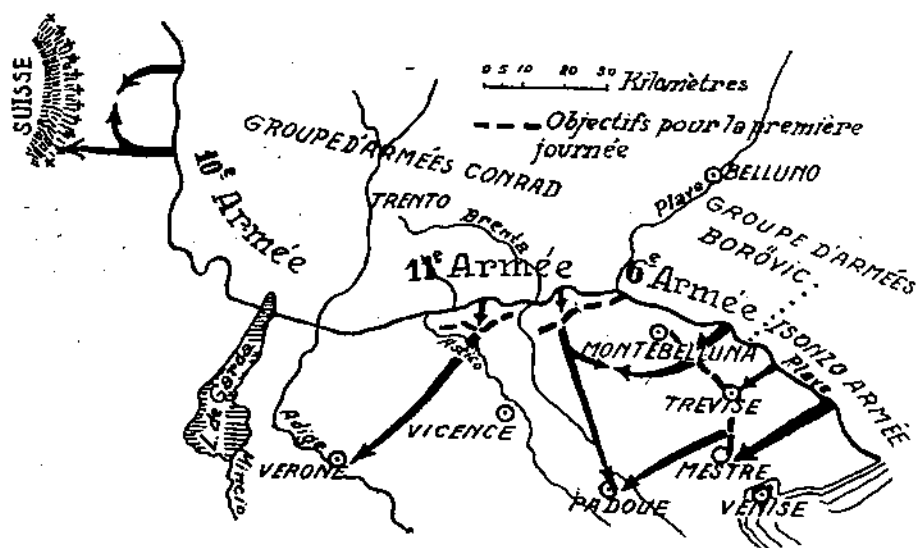 SUISSE
0 5 10 20 30 Kilomètres
Objectifs pour la première
journée
GROUPE D'ARMÉES CONRAD
10e Armée
TRENTO
Brenta
11e Armée
Piave
BELLUNO
GROUPE D'ARMÉES
BOROVIC
6e Armée
ISONZO ARMÉE
Piave
MONTEBELLUNA
Astico
TREVISE
L. de Garda
Mincio
Adige
VERONE
VICENCE
PADOUE
MESTRE
VENISE